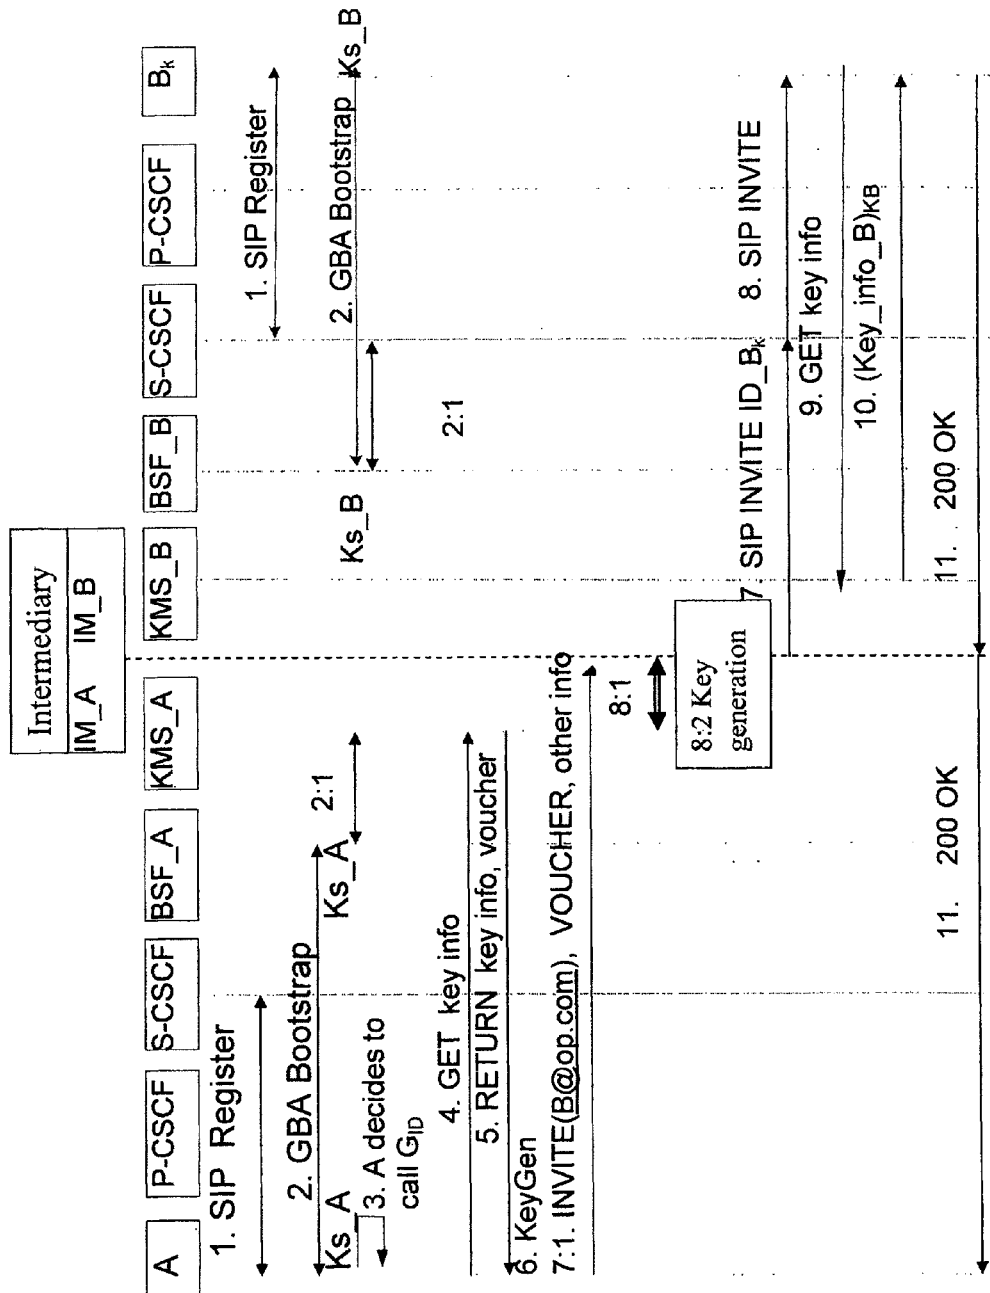 Intermediary
IM_A IM_B
A
P-CSCF
S-CSCF
BSF_A
KMS_A
KMS_B
BSF_B
S-CSCF
P-CSCF
Bk
1. SIP Register
1. SIP Register
2. GBA Bootstrap
2. GBA Bootstrap
Ks_A
Ks_A
2:1
Ks_B
2:1
Ks_B
3. A decides to
call GID
4. GET key info
5. RETURN key info, voucher
6. KeyGen
7:1. INVITE(B@op.com), VOUCHER, other info
8:1
8:2 Key
generation
7. SIP INVITE ID_Bk
8. SIP INVITE
9. GET key info
10. (Key_info_B)KB
11. 200 OK
11. 200 OK